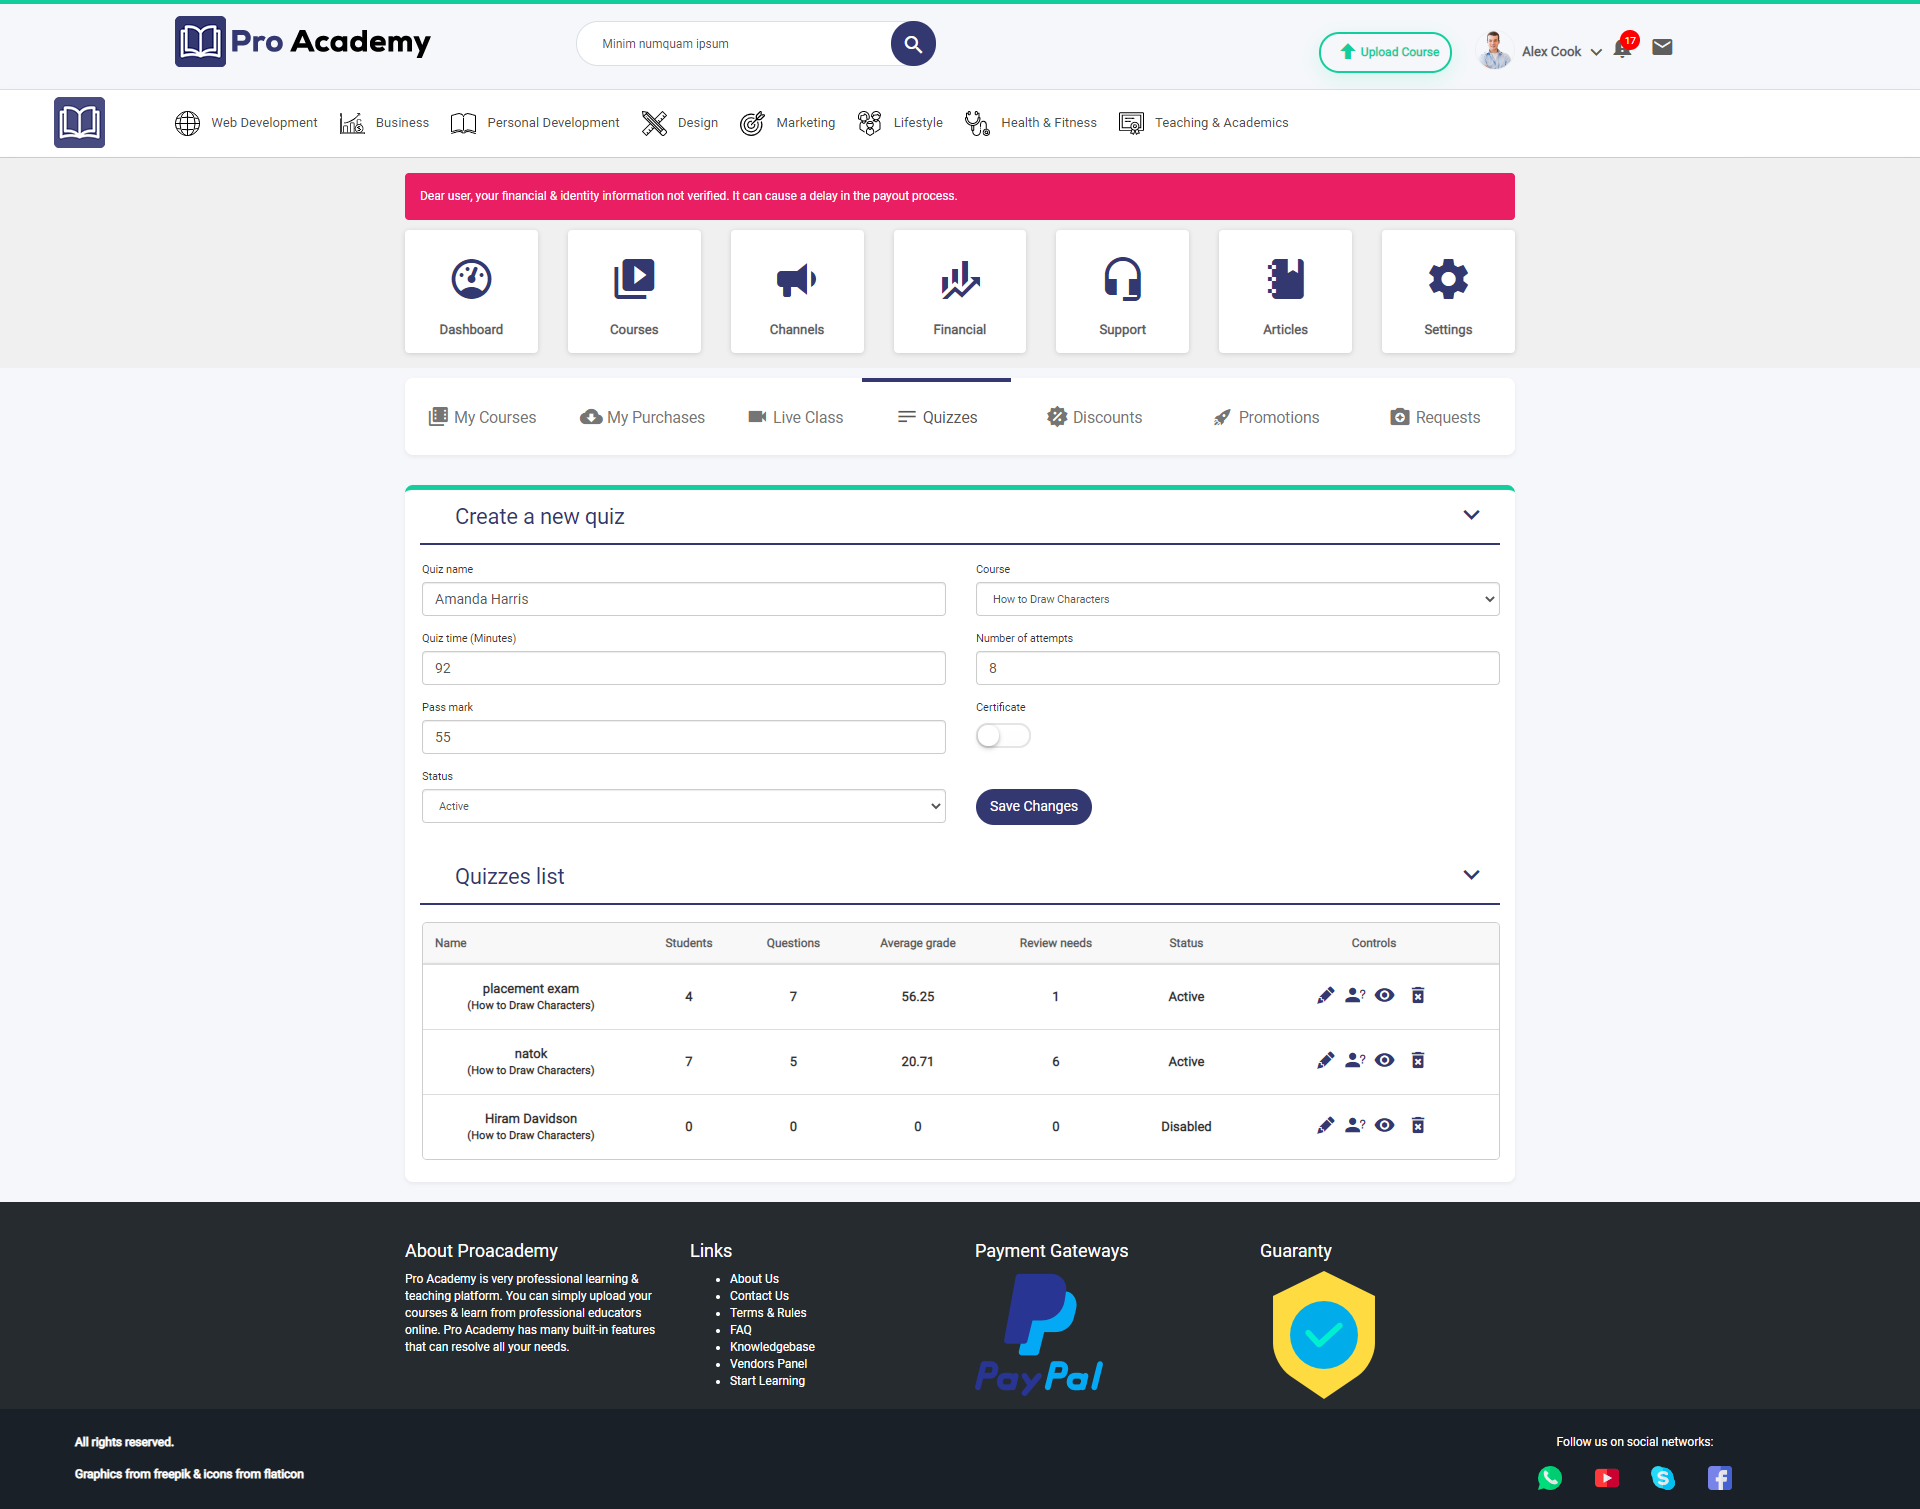 Pro Academy
Minim numquam ipsum
Upload Course
Alex Cook
17
Web Development
Business
Personal Development
Design
Marketing
Lifestyle
Health & Fitness
Teaching & Academics
Dear user, your financial & identity information not verified. It can cause a delay in the payout process.
Dashboard
Courses
Channels
Financial
Support
Articles
Settings
My Courses
My Purchases
Live Class
Quizzes
Discounts
Promotions
Requests
Create a new quiz
Quiz name
Course
Amanda Harris
How to Draw Characters
Quiz time (Minutes)
Number of attempts
92
8
Pass mark
Certificate
55
Status
Active
Save Changes
Quizzes list
Name Students Questions Average grade Review needs Status Controls
placement exam
(How to Draw Characters)
4 7 56.25 1 Active
natok
(How to Draw Characters)
7 5 20.71 6 Active
Hiram Davidson
(How to Draw Characters)
0 0 0 0 Disabled
About Proacademy
Pro Academy is very professional learning &
teaching platform. You can simply upload your
courses & learn from professional educators
online. Pro Academy has many built-in features
that can resolve all your needs.
Links
About Us
Contact Us
Terms & Rules
FAQ
Knowledgebase
Vendors Panel
Start Learning
Payment Gateways
PayPal
Guaranty
All rights reserved.
Graphics from freepik & icons from flaticon
Follow us on social networks: